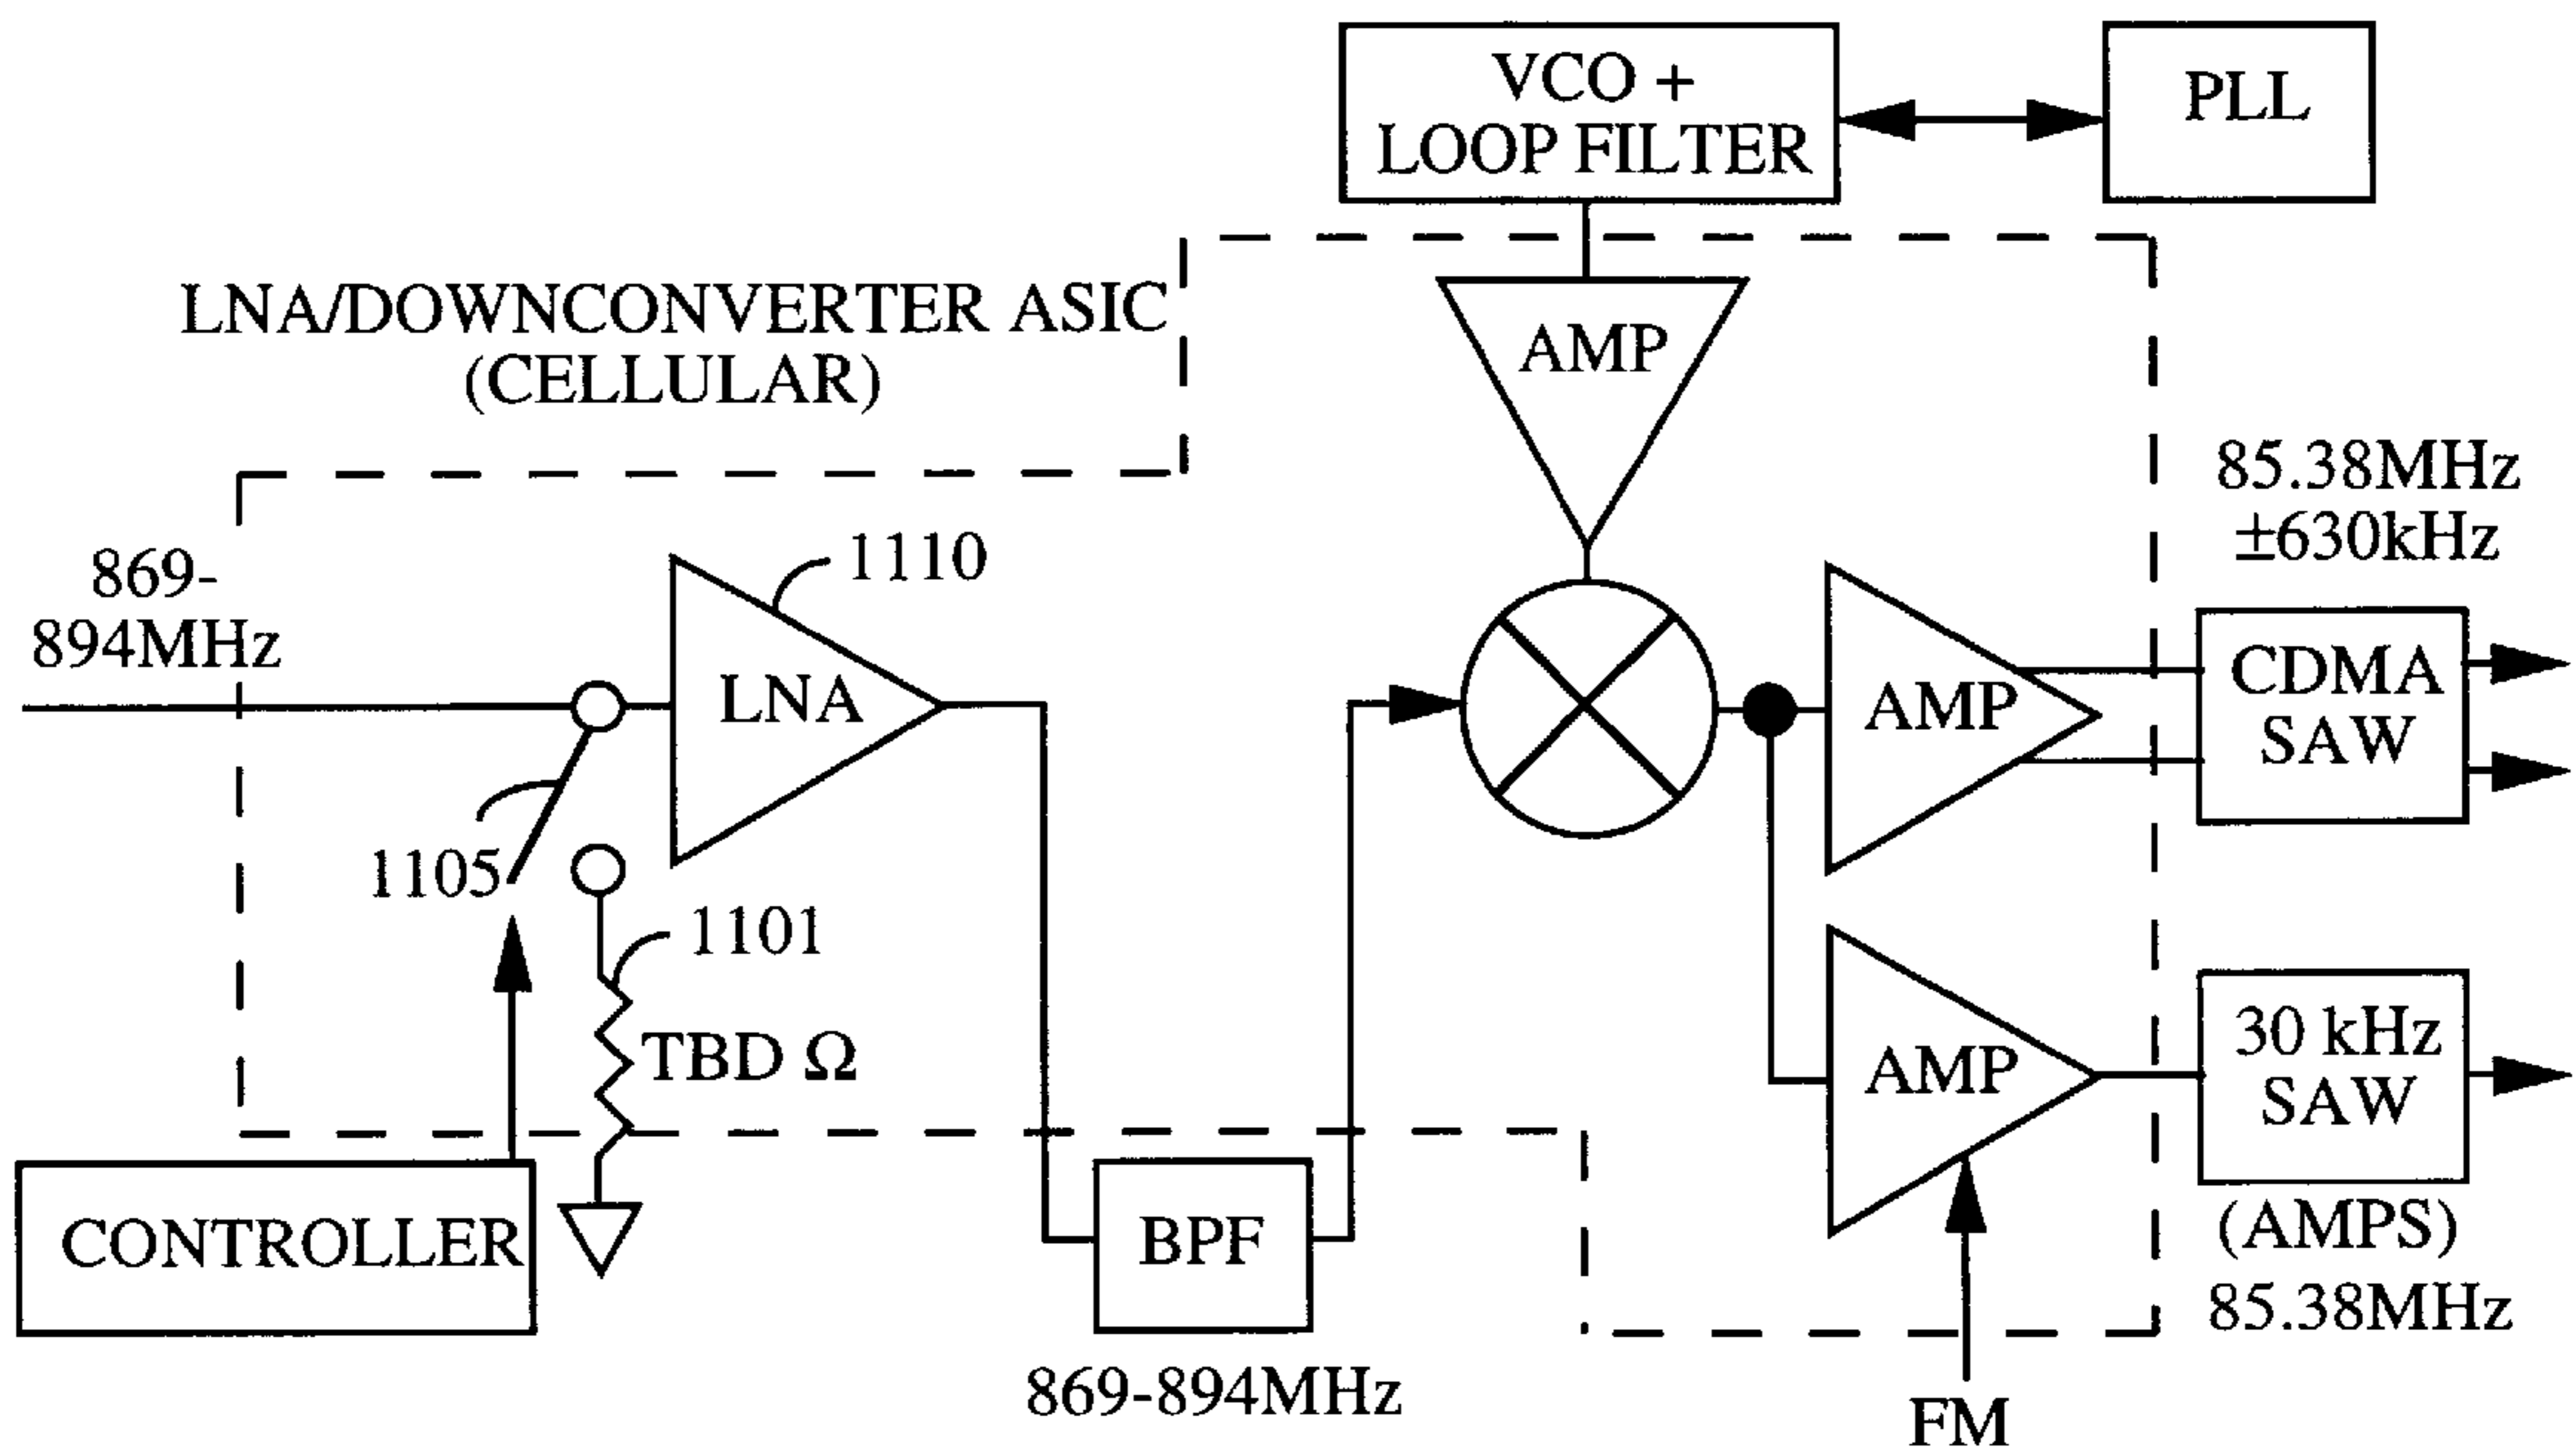 VCO +
LOOP FILTER
PLL
LNA/DOWNCONVERTER ASIC
(CELLULAR)
AMP
85.38MHz
±630kHz
869-
894MHz
1110
LNA
AMP
CDMA
SAW
1105
1101
TBD Ω
AMP
30 kHz
SAW
CONTROLLER
BPF
(AMPS)
85.38MHz
869-894MHz
FM